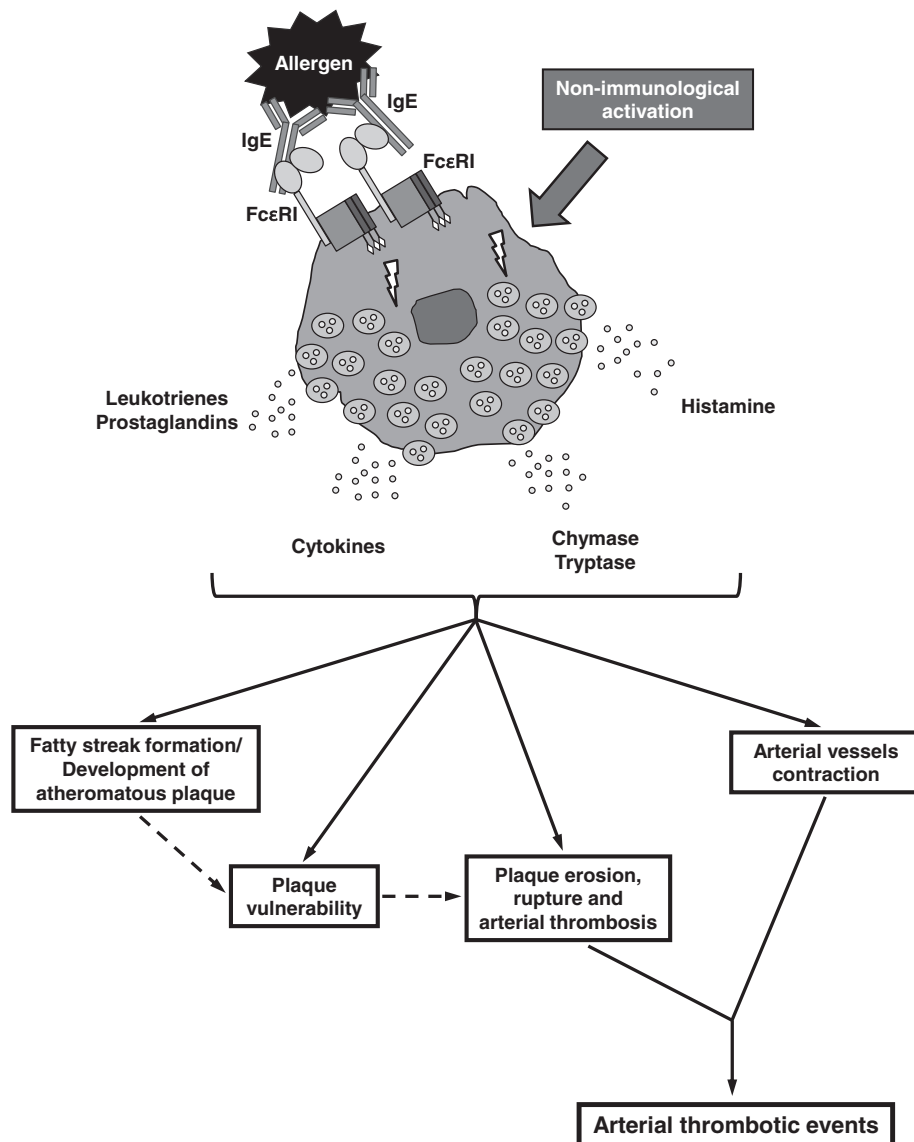 Allergen
IgE
IgE
Non-immunological
activation
FcεRI
FcεRI
Leukotrienes
Prostaglandins
Histamine
Cytokines
Chymase
Tryptase
Fatty streak formation/
Development of
atheromatous plaque
Arterial vessels
contraction
Plaque
vulnerability
Plaque erosion,
rupture and
arterial thrombosis
Arterial thrombotic events